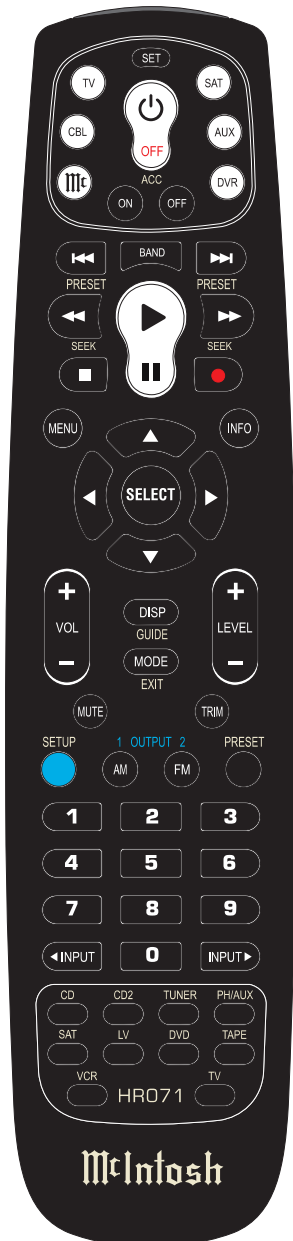 SET
TV SAT
OFF
CBL AUX
ACC
Mc DVR
ON OFF
BAND
PRESET PRESET
SEEK SEEK
MENU INFO
SELECT
+ +
VOL DISP LEVEL
GUIDE
- MODE -
EXIT
MUTE TRIM
SETUP 1 OUTPUT 2 PRESET
AM FM
1 2 3
4 5 6
7 8 9
◀INPUT 0 INPUT▶
CD CD2 TUNER PH/AUX
SAT LV DVD TAPE
VCR TV
HR071
McIntosh